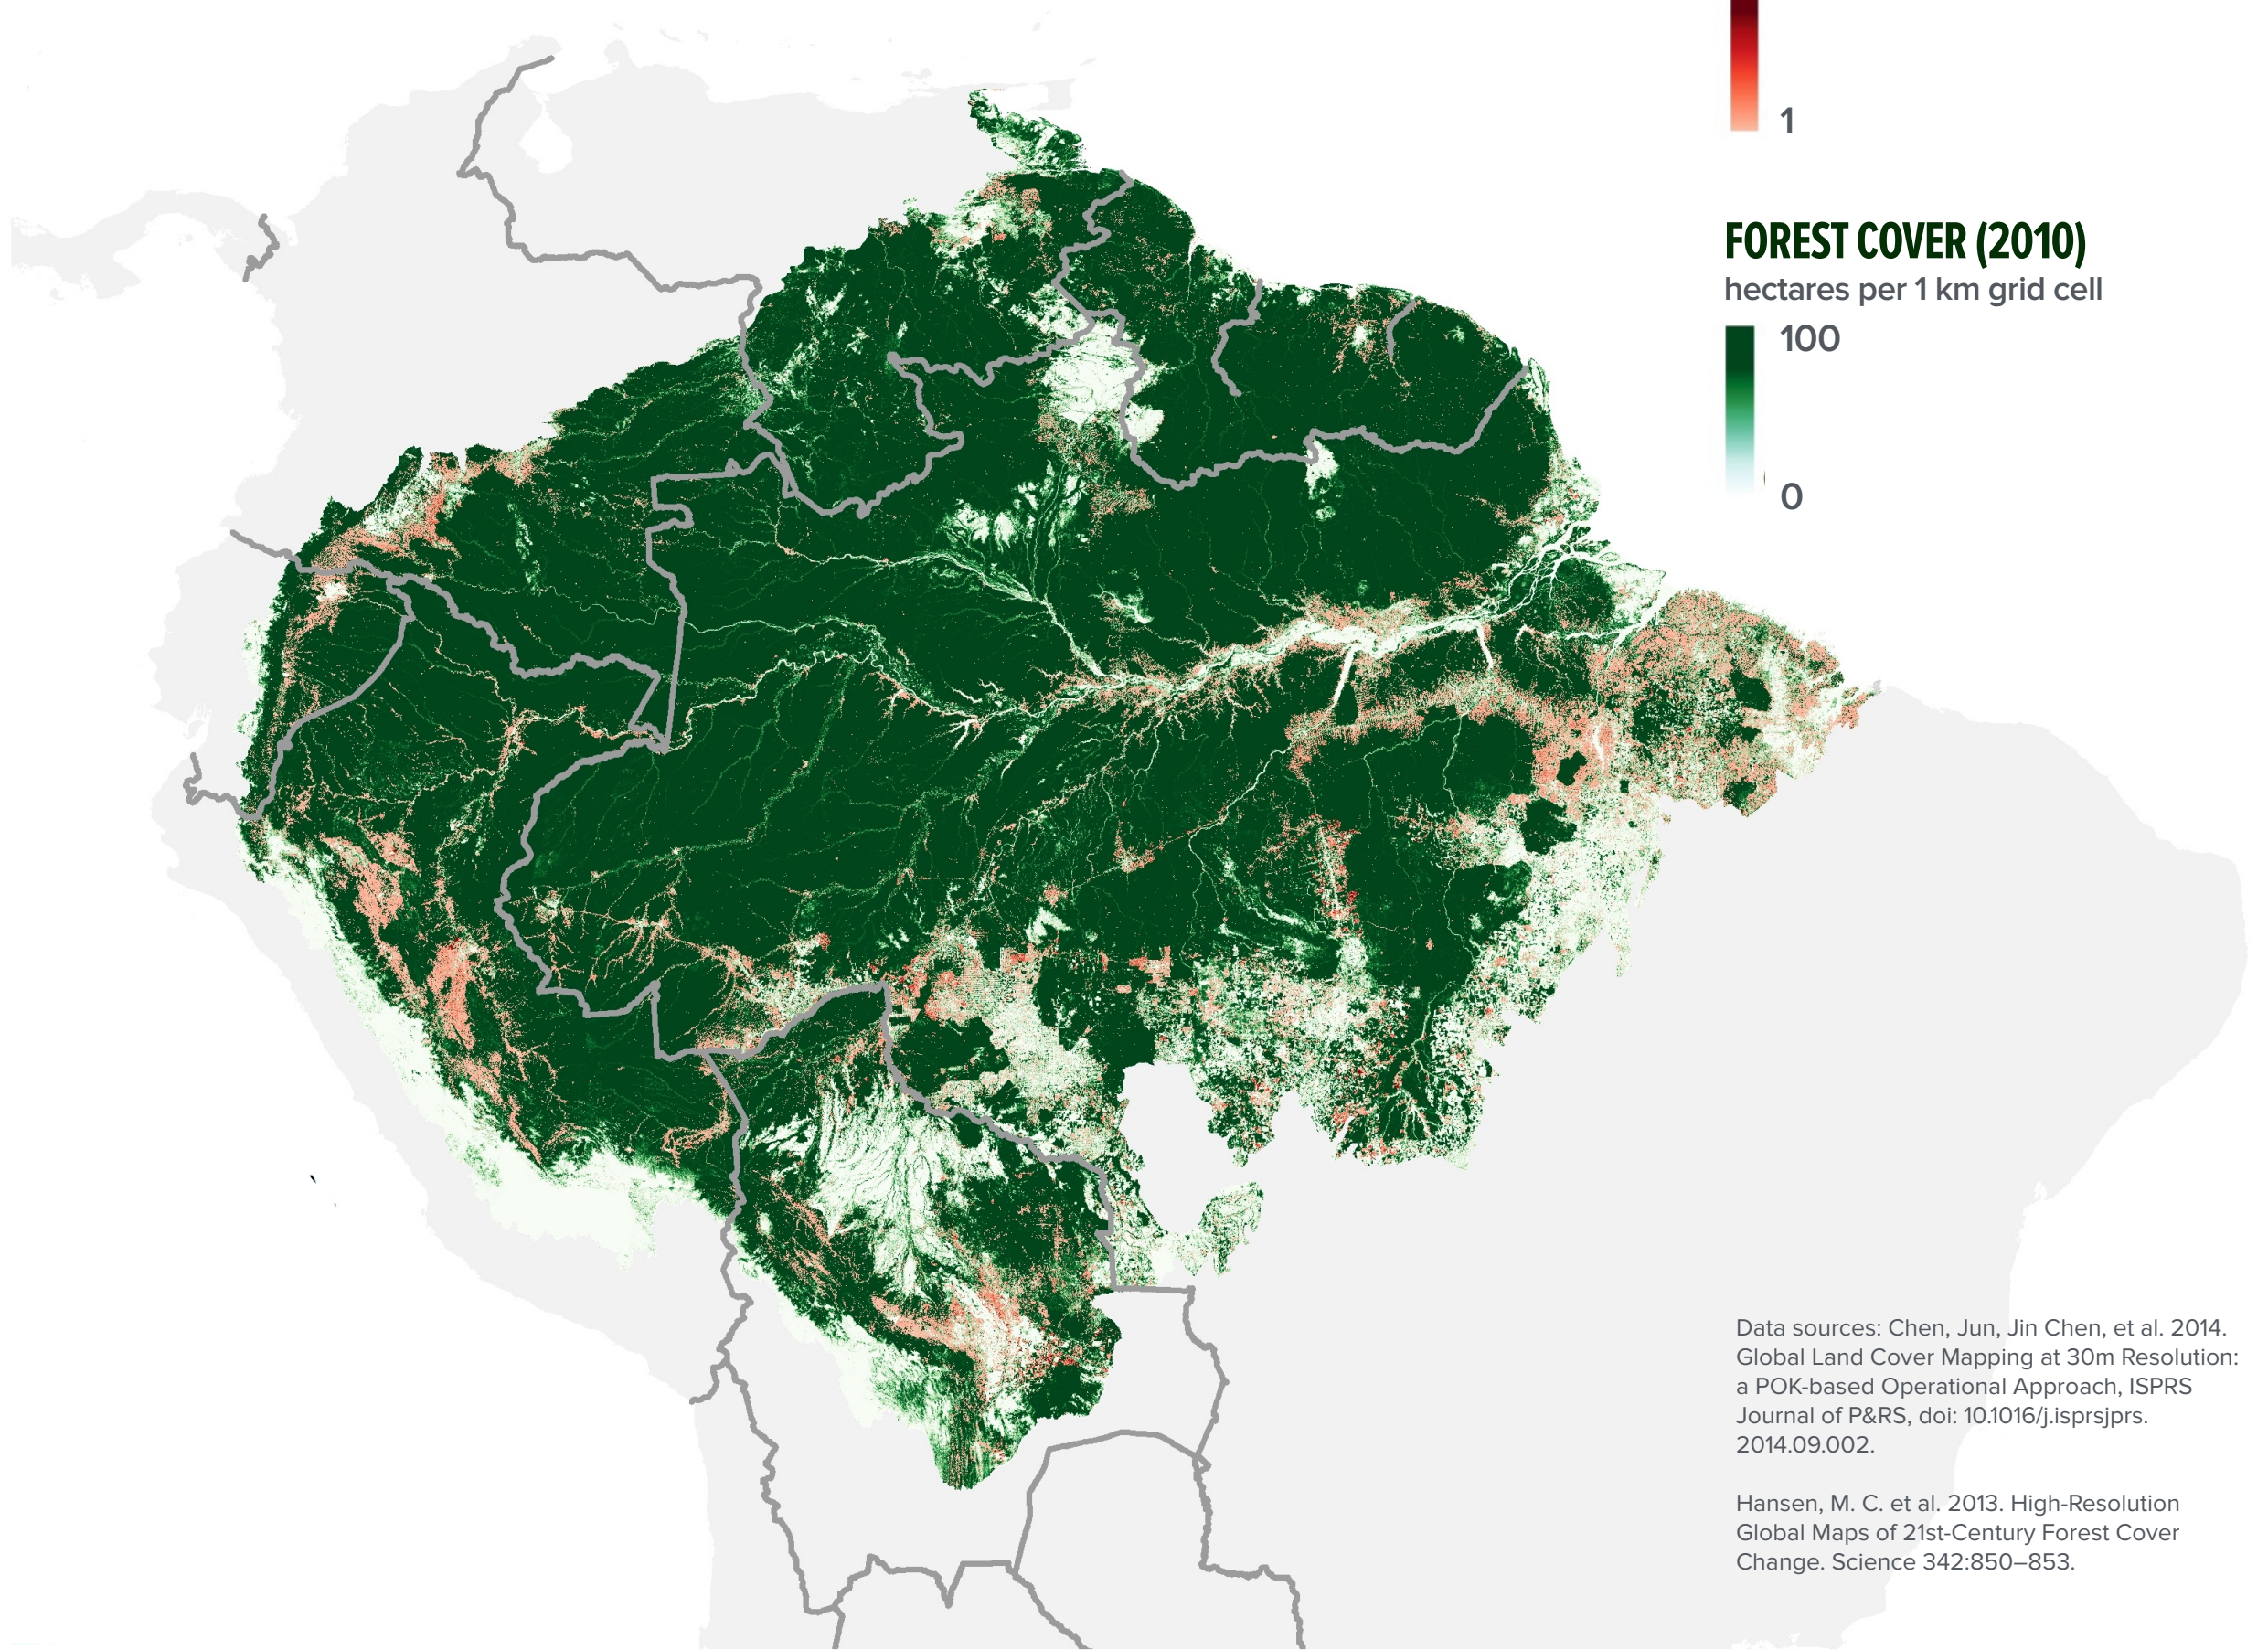 1
FOREST COVER (2010)
hectares per 1 km grid cell
100
0
Data sources: Chen, Jun, Jin Chen, et al. 2014.
Global Land Cover Mapping at 30m Resolution:
a POK-based Operational Approach, ISPRS
Journal of P&RS, doi: 10.1016/j.isprsjprs.
2014.09.002.
Hansen, M. C. et al. 2013. High-Resolution
Global Maps of 21st-Century Forest Cover
Change. Science 342:850–853.